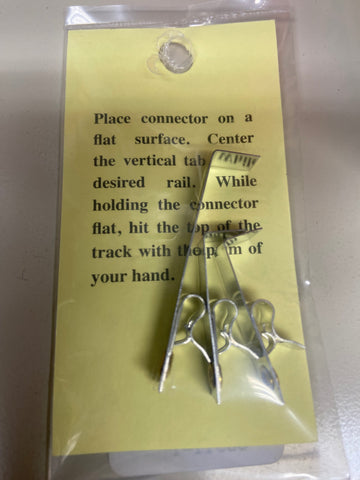 Place connector on a
flat surface. Center
the vertical tab
desired rail. While
holding the connector
flat, hit the top of the
track with the m of
your hand.